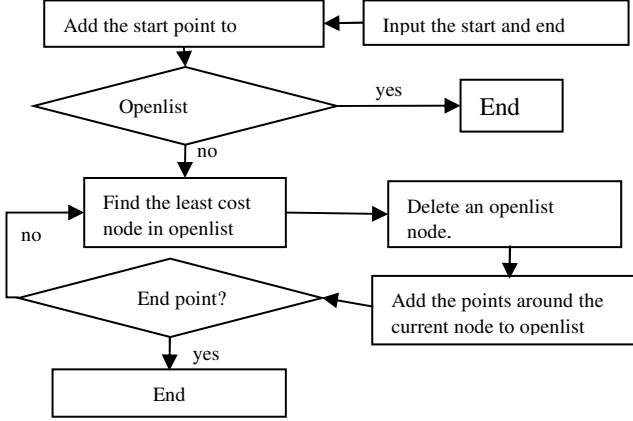 Add the start point to
Input the start and end
Openlist
yes
End
no
Find the least cost
node in openlist
Delete an openlist
node.
no
End point?
Add the points around the
current node to openlist
yes
End